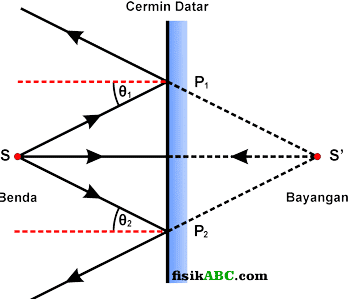 Cermin Datar
θ1
P1
S
S'
Benda
Bayangan
θ2
P2
fisikABC.com